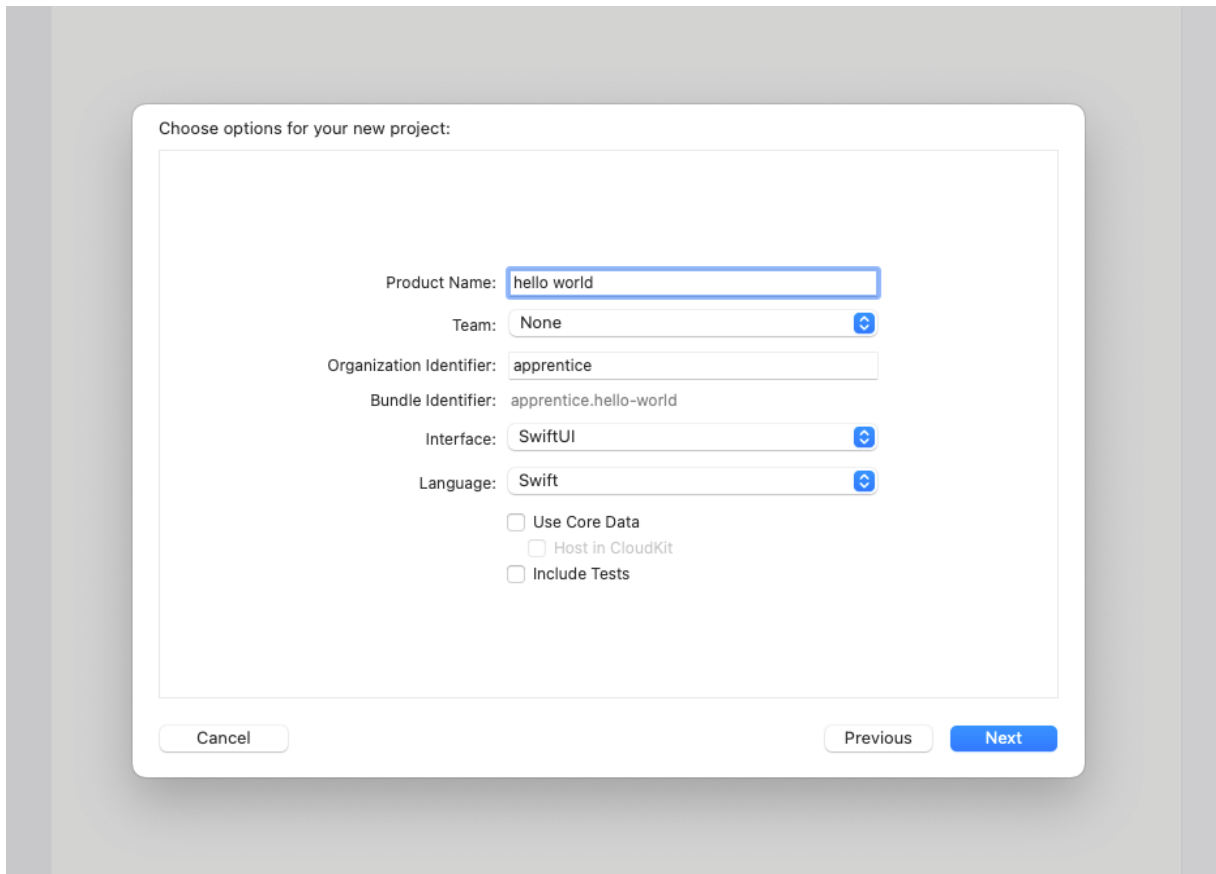 Choose options for your new project:
Product Name: hello world
Team: None
Organization Identifier: apprentice
Bundle Identifier: apprentice.hello-world
Interface: SwiftUI
Language: Swift
Use Core Data
Host in CloudKit
Include Tests
Cancel Previous Next